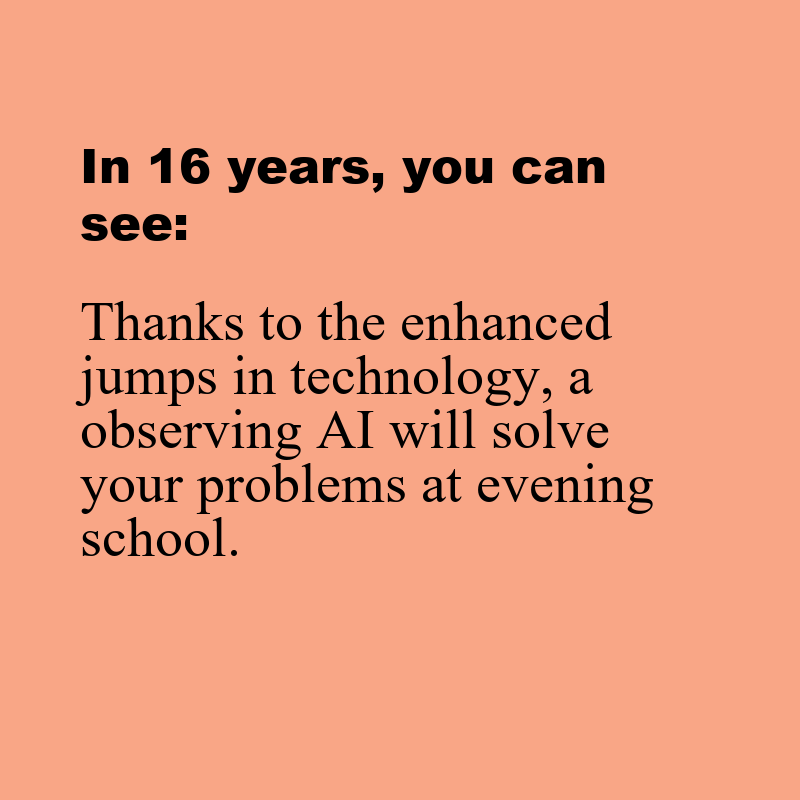 In 16 years, you can
see:
Thanks to the enhanced
jumps in technology, a
observing AI will solve
your problems at evening
school.